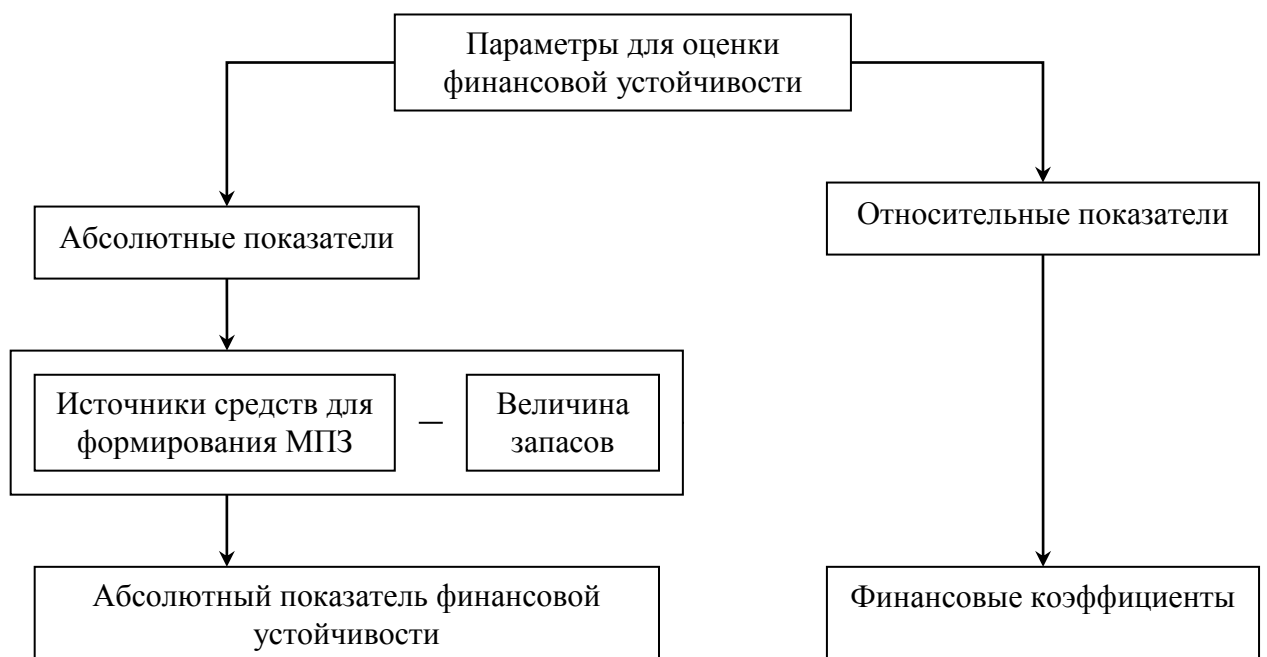 Параметры для оценки
финансовой устойчивости
Абсолютные показатели
Относительные показатели
Источники средств для
формирования МПЗ
–
Величина
запасов
Абсолютный показатель финансовой
устойчивости
Финансовые коэффициенты